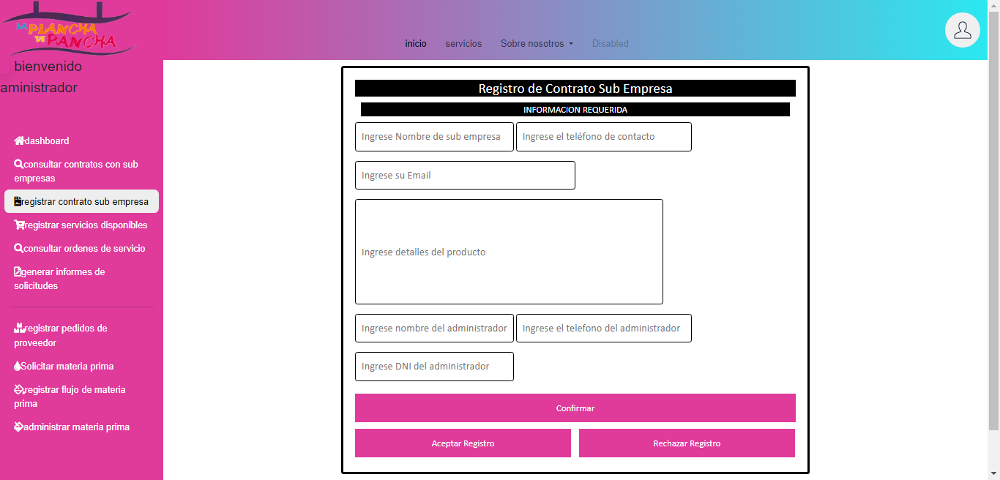 LA PLANCHA
DE PANCHA
inicio servicios Sobre nosotros Disabled
bienvenido
aministrador
dashboard
consultar contratos con sub
empresas
registrar contrato sub empresa
registrar servicios disponibles
consultar ordenes de servicio
generar informes de
solicitudes
registrar pedidos de
proveedor
Solicitar materia prima
registrar flujo de materia
prima
administrar materia prima
Registro de Contrato Sub Empresa
INFORMACION REQUERIDA
Ingrese Nombre de sub empresa Ingrese el teléfono de contacto
Ingrese su Email
Ingrese detalles del producto
Ingrese nombre del administrador Ingrese el telefono del administrador
Ingrese DNI del administrador
Confirmar
Aceptar Registro Rechazar Registro